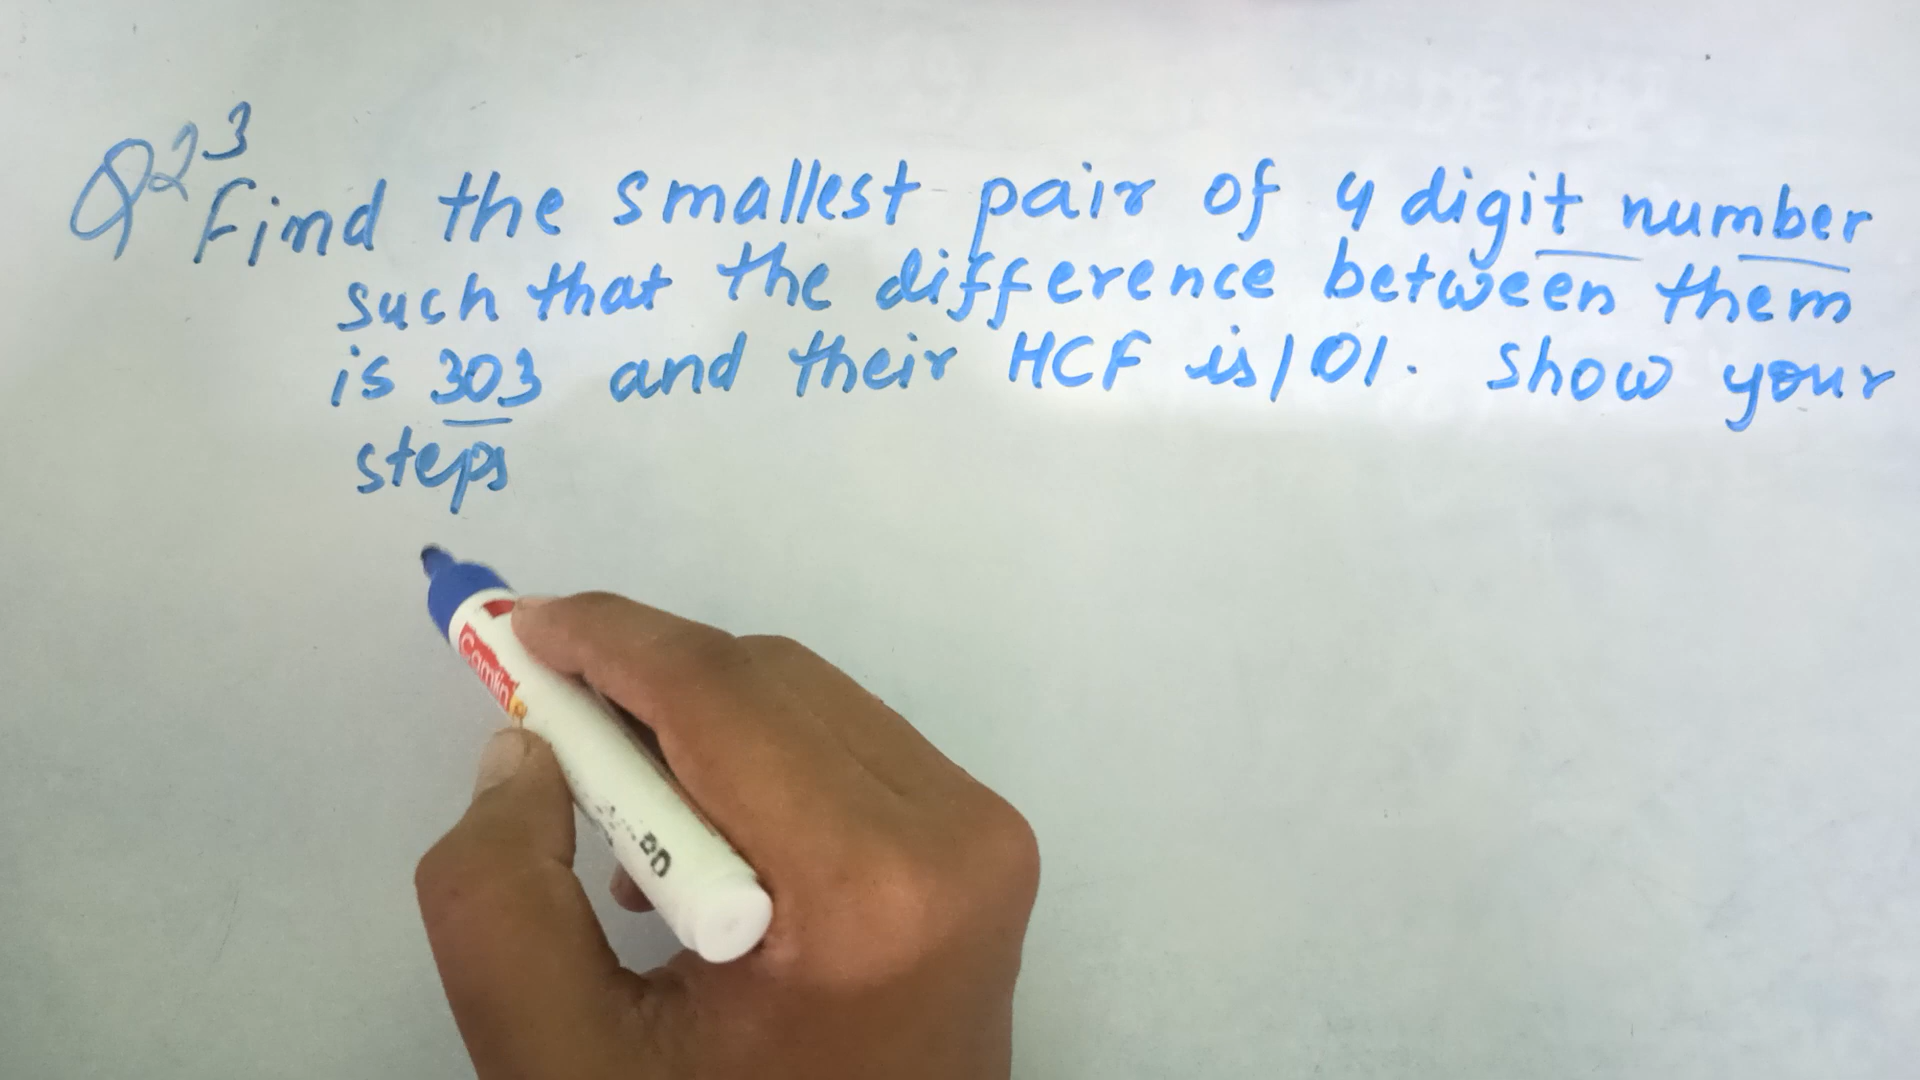 Q23
Find the smallest pair of 4 digit number
such that the difference between them
is 303 and their HCF is 101. Show your
steps
Camlin